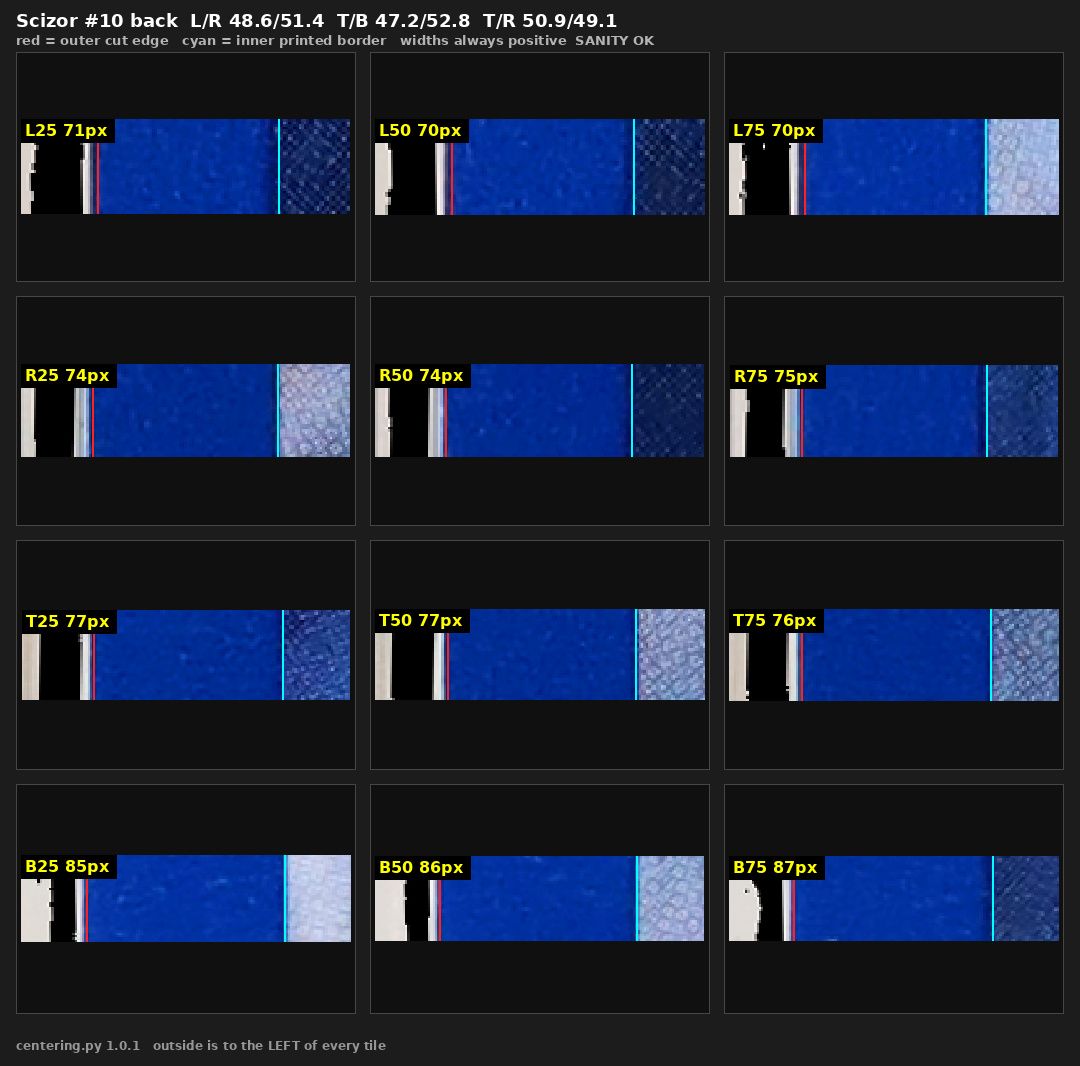 Scizor #10 back  L/R 48.6/51.4  T/B 47.2/52.8  T/R 50.9/49.1
red = outer cut edge   cyan = inner printed border   widths always positive  SANITY OK
L25 71px
L50 70px
L75 70px
R25 74px
R50 74px
R75 75px
T25 77px
T50 77px
T75 76px
B25 85px
B50 86px
B75 87px
centering.py 1.0.1   outside is to the LEFT of every tile